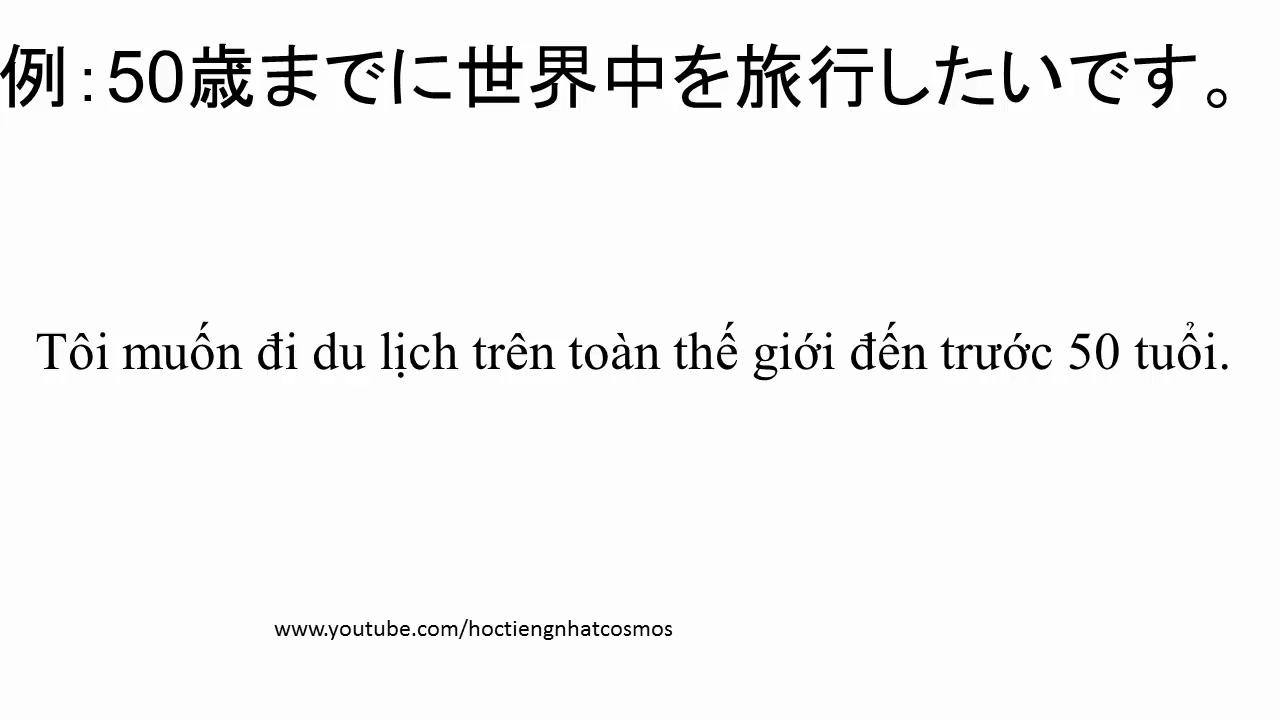 例：50歳までに世界中を旅行したいです。
Tôi muốn đi du lịch trên toàn thế giới đến trước 50 tuổi.
www.youtube.com/hoctiengnhatcosmos